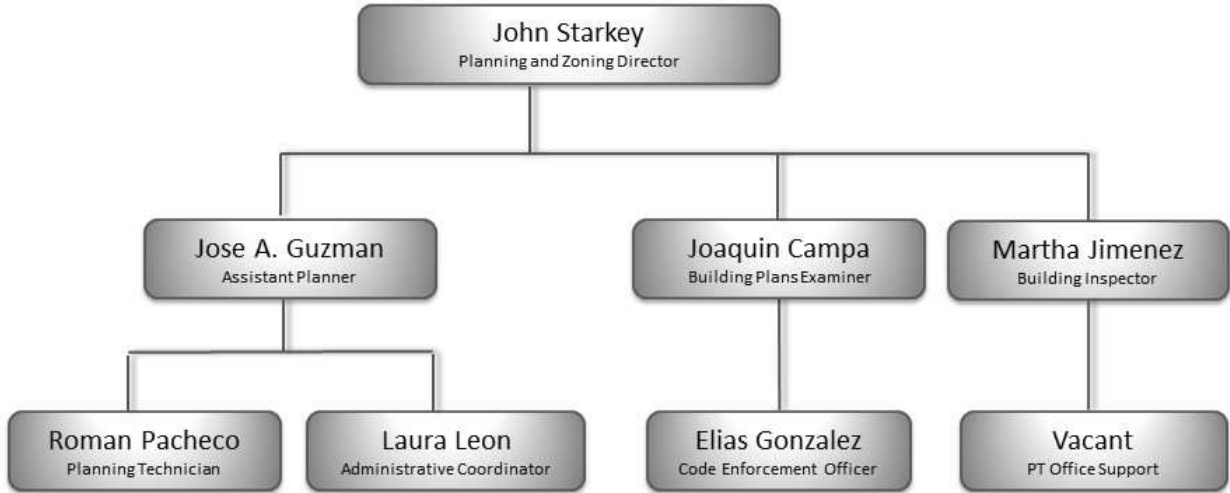 John Starkey
Planning and Zoning Director
Jose A. Guzman
Assistant Planner
Joaquin Campa
Building Plans Examiner
Martha Jimenez
Building Inspector
Roman Pacheco
Planning Technician
Laura Leon
Administrative Coordinator
Elias Gonzalez
Code Enforcement Officer
Vacant
PT Office Support